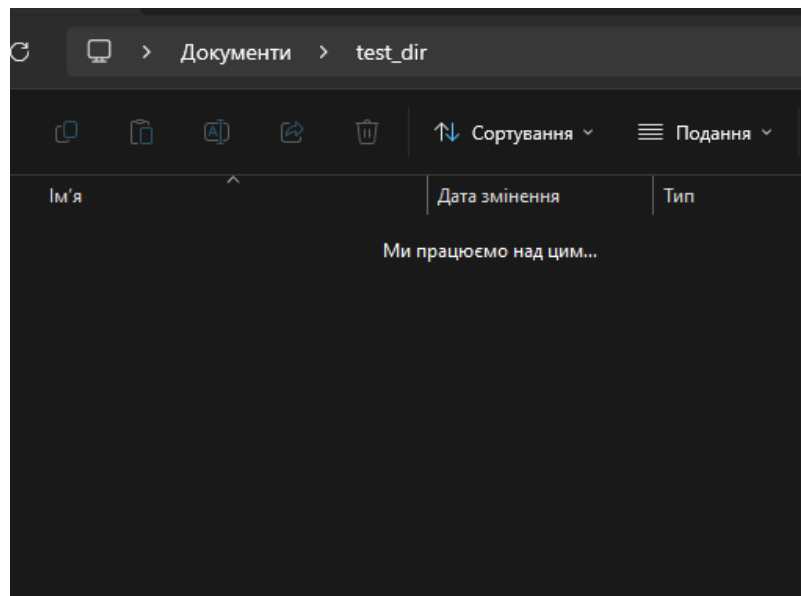 Документи > test_dir
Сортування Подання
Ім'я Дата змінення Тип
Ми працюємо над цим...